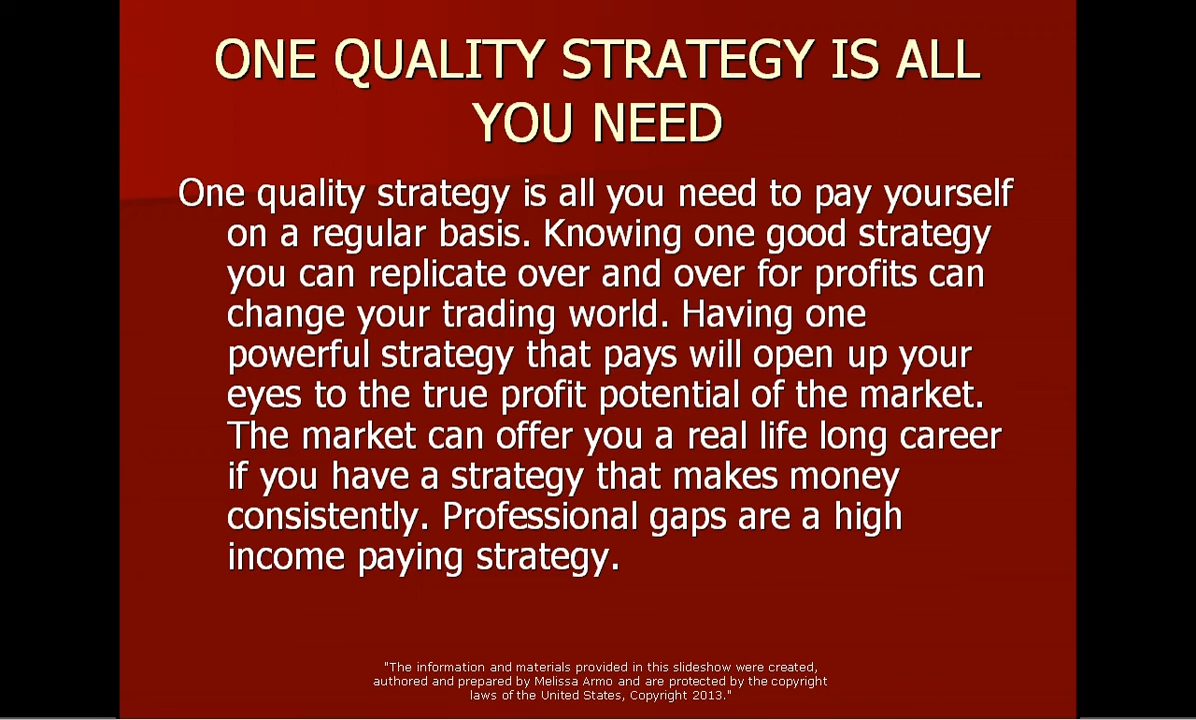 ONE QUALITY STRATEGY IS ALL
YOU NEED
One quality strategy is all you need to pay yourself
on a regular basis. Knowing one good strategy
you can replicate over and over for profits can
change your trading world. Having one
powerful strategy that pays will open up your
eyes to the true profit potential of the market.
The market can offer you a real life long career
if you have a strategy that makes money
consistently. Professional gaps are a high
income paying strategy.
"The information and materials provided in this slideshow were created,
authored and prepared by Melissa Armo and are protected by the copyright
laws of the United States, Copyright 2013."